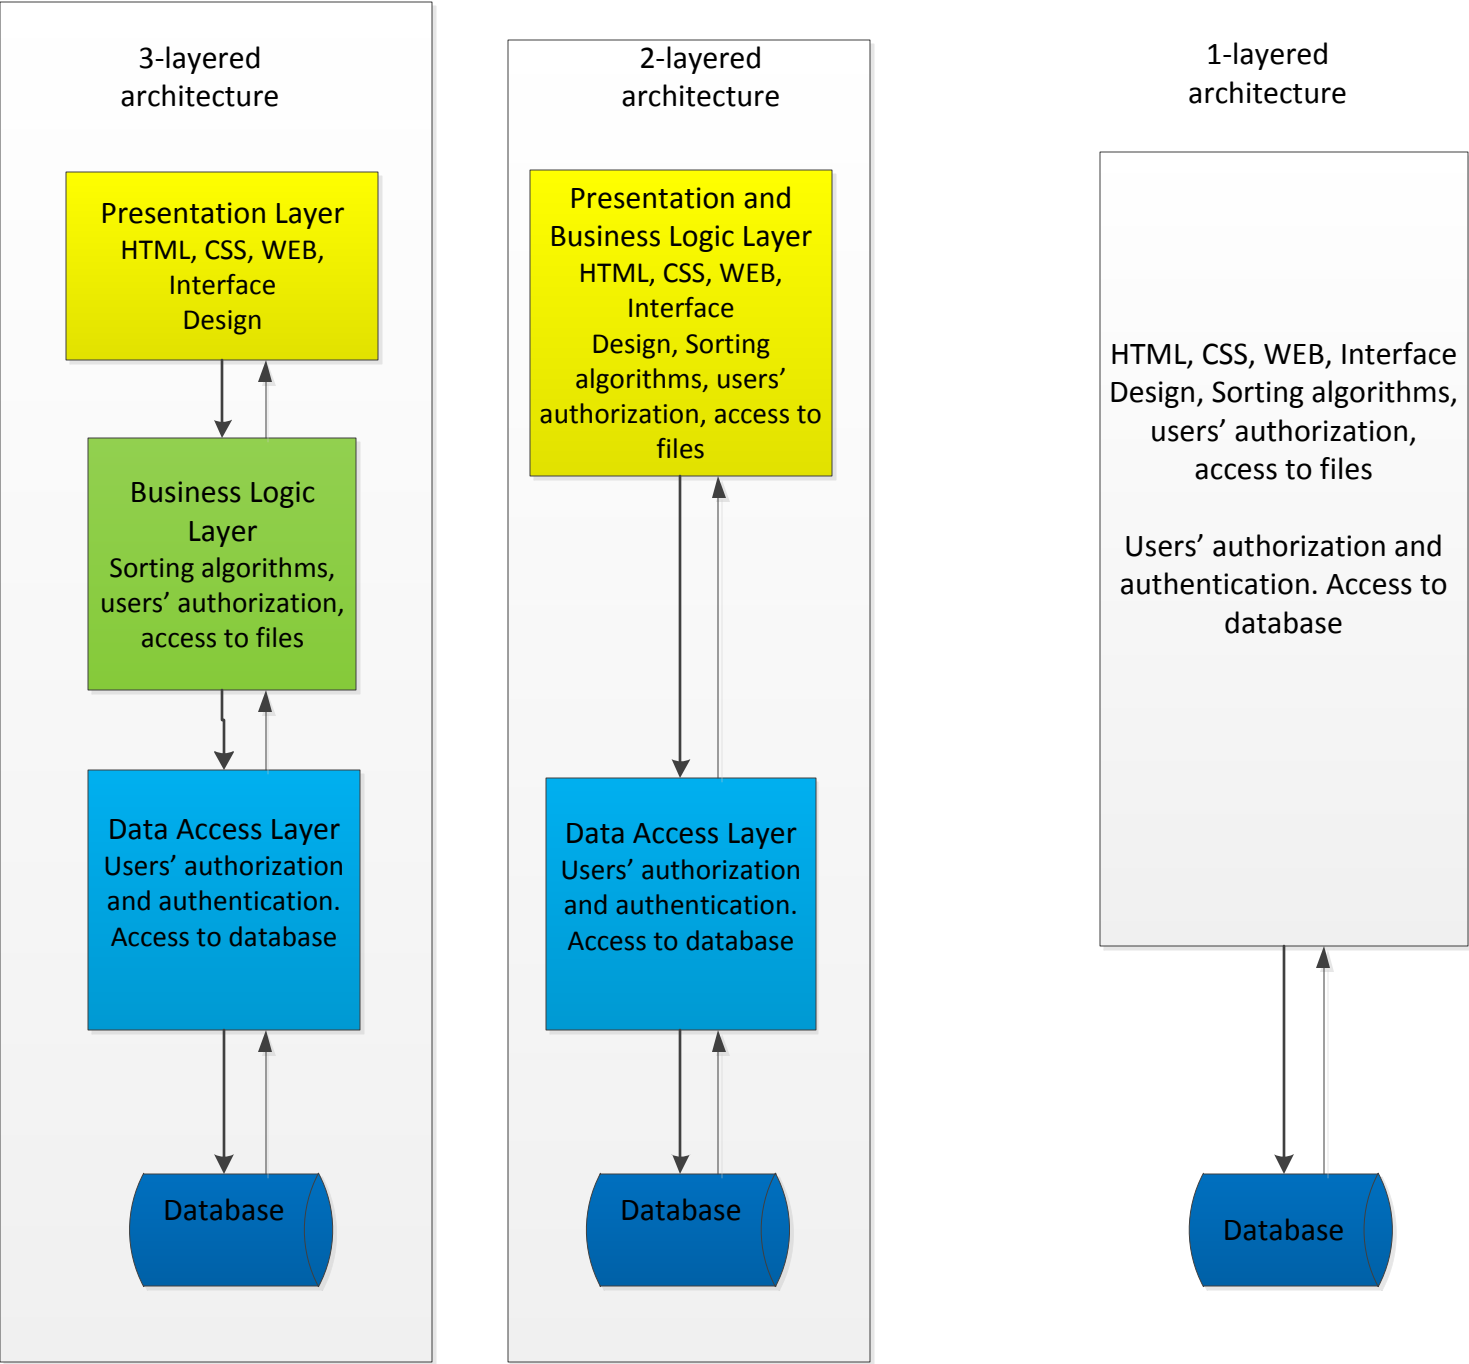 3-layered
architecture
Presentation Layer
HTML, CSS, WEB,
Interface
Design
Business Logic
Layer
Sorting algorithms,
users’ authorization,
access to files
Data Access Layer
Users’ authorization
and authentication.
Access to database
Database
2-layered
architecture
Presentation and
Business Logic Layer
HTML, CSS, WEB,
Interface
Design, Sorting
algorithms, users’
authorization, access to
files
Data Access Layer
Users’ authorization
and authentication.
Access to database
Database
1-layered
architecture
HTML, CSS, WEB, Interface
Design, Sorting algorithms,
users’ authorization,
access to files
Users’ authorization and
authentication. Access to
database
Database